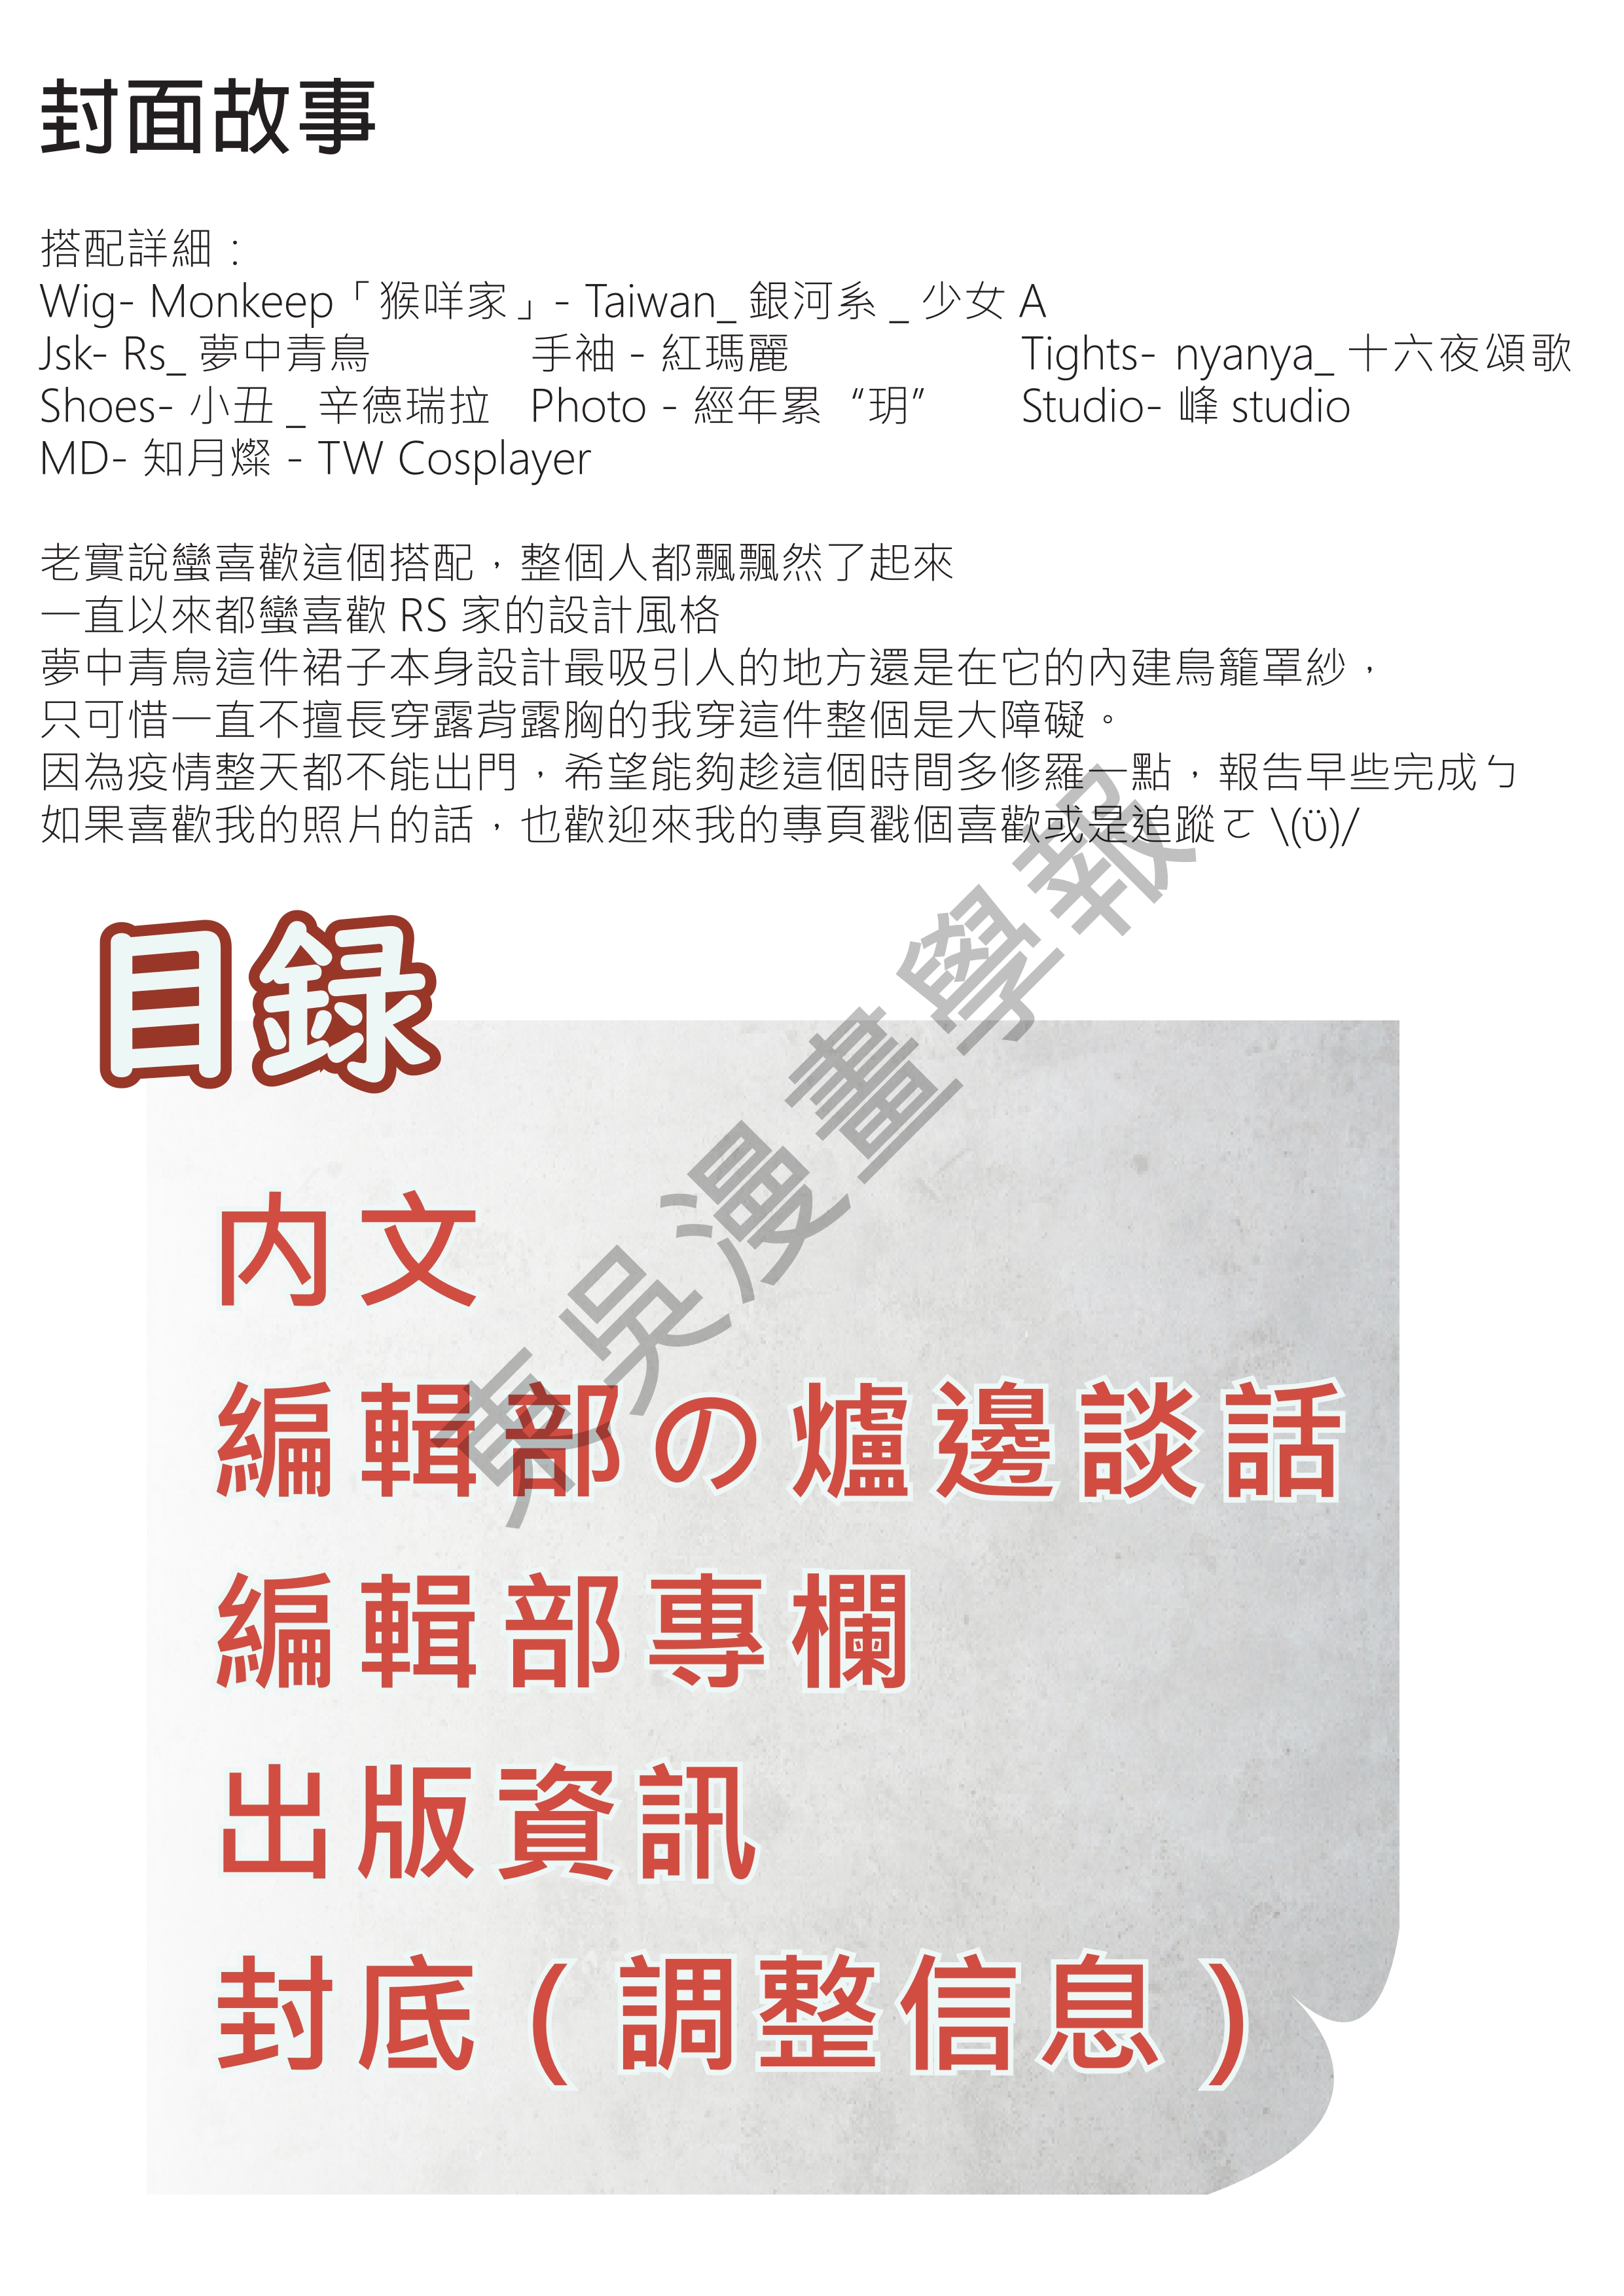 封面故事
搭配詳細：
Wig- Monkeep「猴咩家」- Taiwan_ 銀河系 _ 少女 A
Jsk- Rs_ 夢中青鳥 手袖 - 紅瑪麗 Tights- nyanya_ 十六夜頌歌
Shoes- 小丑 _ 辛德瑞拉 Photo - 經年累“玥” Studio- 峰 studio
MD- 知月燦 - TW Cosplayer
老實說蠻喜歡這個搭配，整個人都飄飄然了起來
一直以來都蠻喜歡 RS 家的設計風格
夢中青鳥這件裙子本身設計最吸引人的地方還是在它的內建鳥籠罩紗，
只可惜一直不擅長穿露背露胸的我穿這件整個是大障礙。
因為疫情整天都不能出門，希望能夠趁這個時間多修羅一點，報告早些完成ㄅ
如果喜歡我的照片的話，也歡迎來我的專頁戳個喜歡或是追蹤ㄛ \(ü)/
目録
内文
編輯部の爐邊談話
編輯部專欄
出版資訊
封底（調整信息）
東吳漫畫學報